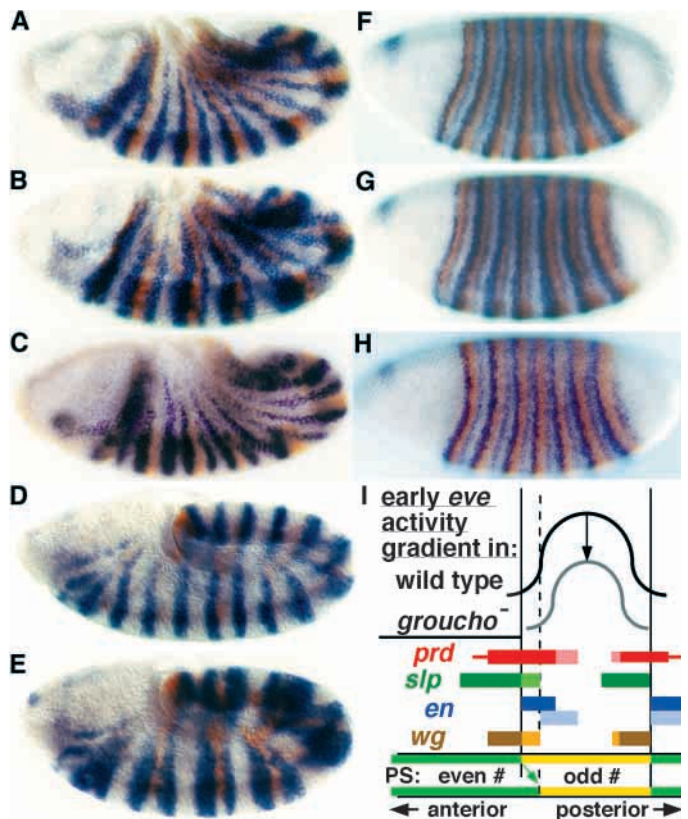 A
F
B
G
C
H
D
I early eve
activity
gradient in:
wild type
groucho-
E
prd
slp
en
wg
PS: even # odd #
anterior posterior